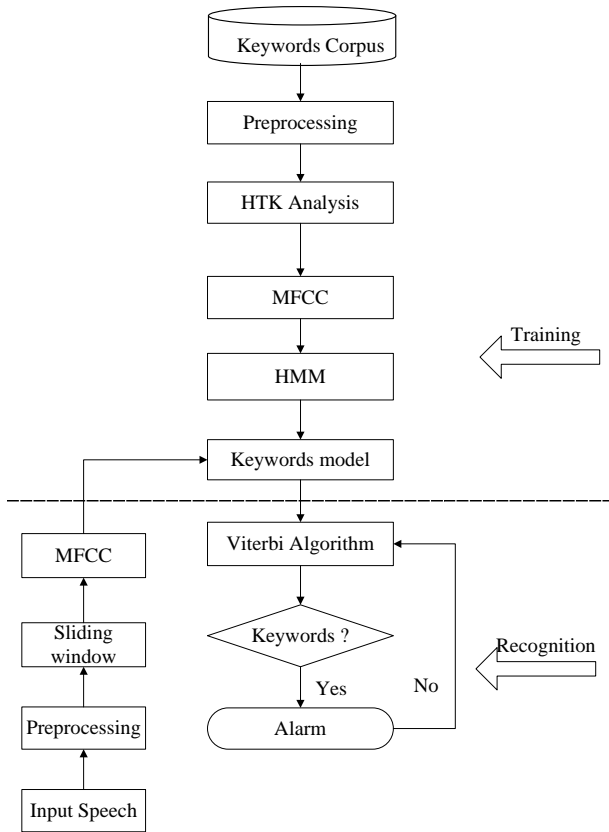 Keywords Corpus
Preprocessing
HTK Analysis
MFCC
Training
HMM
Keywords model
Viterbi Algorithm
MFCC
Keywords ?
Sliding
window
Recognition
Yes
No
Preprocessing
Alarm
Input Speech